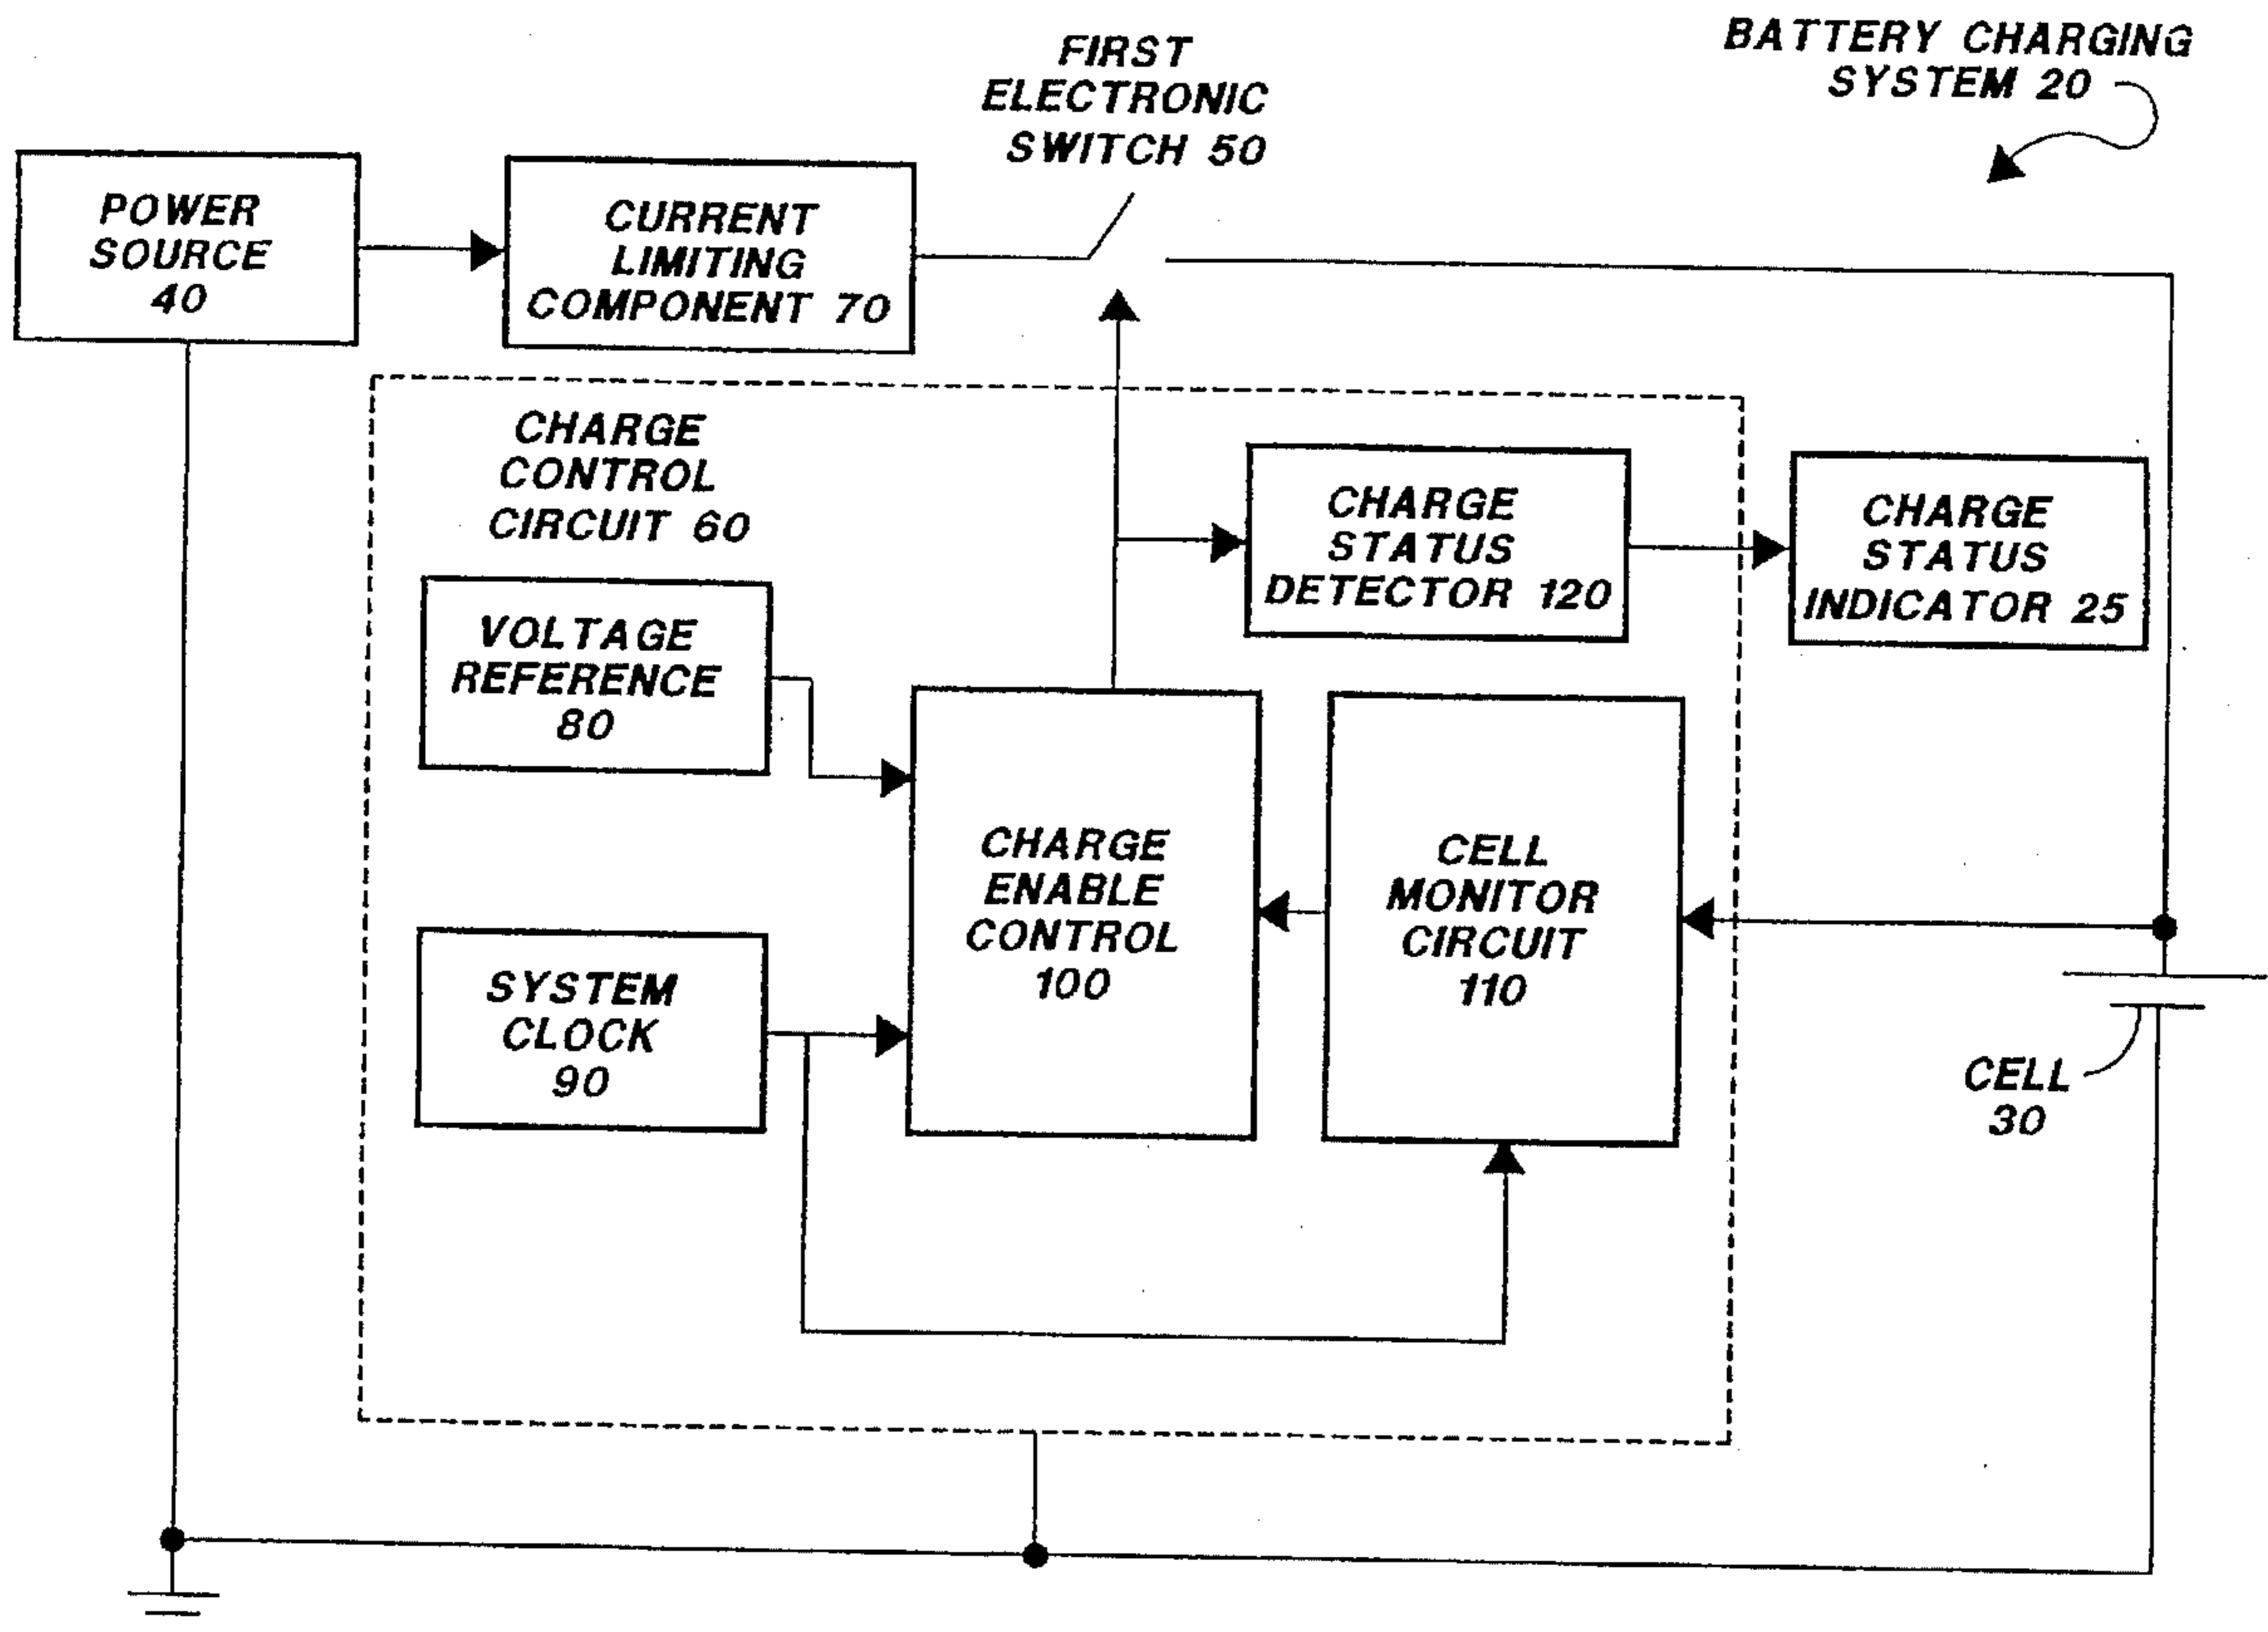 BATTERY CHARGING
SYSTEM 20
FIRST
ELECTRONIC
SWITCH 50
POWER
SOURCE
40
CURRENT
LIMITING
COMPONENT 70
CHARGE
CONTROL
CIRCUIT 60
CHARGE
STATUS
DETECTOR 120
CHARGE
STATUS
INDICATOR 25
VOLTAGE
REFERENCE
80
CHARGE
ENABLE
CONTROL
100
CELL
MONITOR
CIRCUIT
110
SYSTEM
CLOCK
90
CELL
30